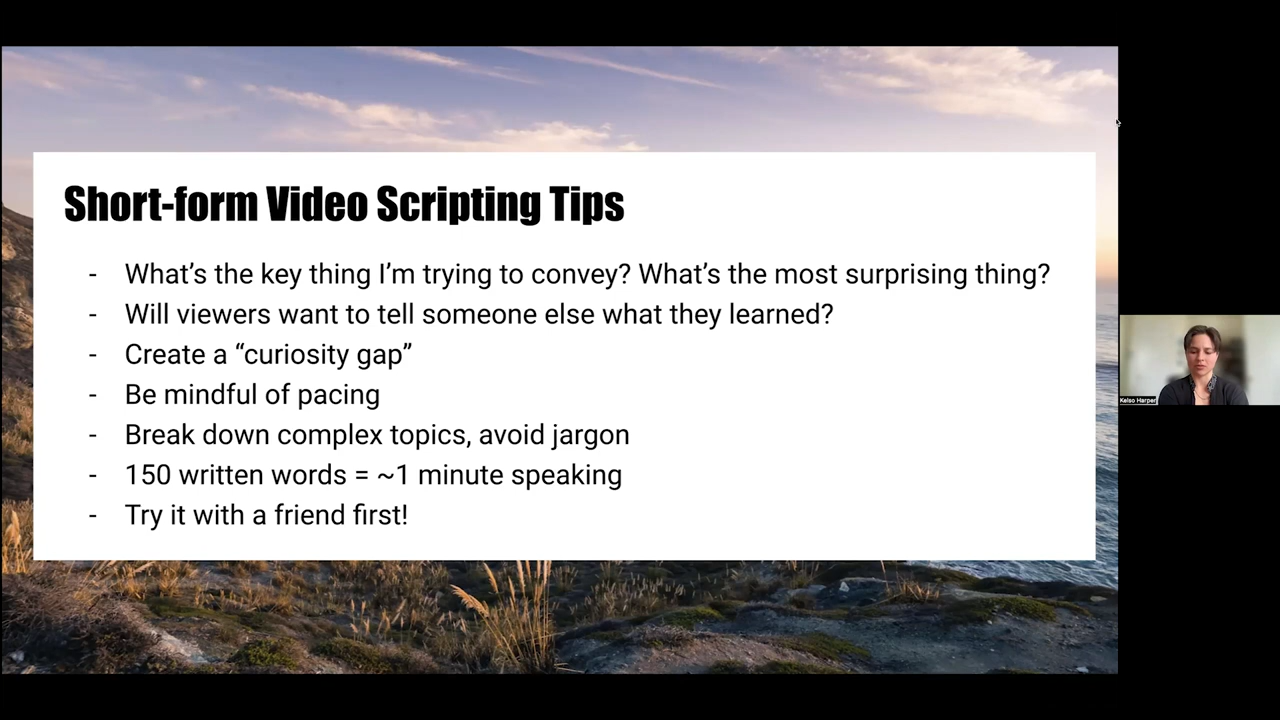 Short-form Video Scripting Tips
- What’s the key thing I’m trying to convey? What’s the most surprising thing?
- Will viewers want to tell someone else what they learned?
- Create a “curiosity gap”
- Be mindful of pacing
- Break down complex topics, avoid jargon
- 150 written words = ~1 minute speaking
- Try it with a friend first!
Kelso Harper